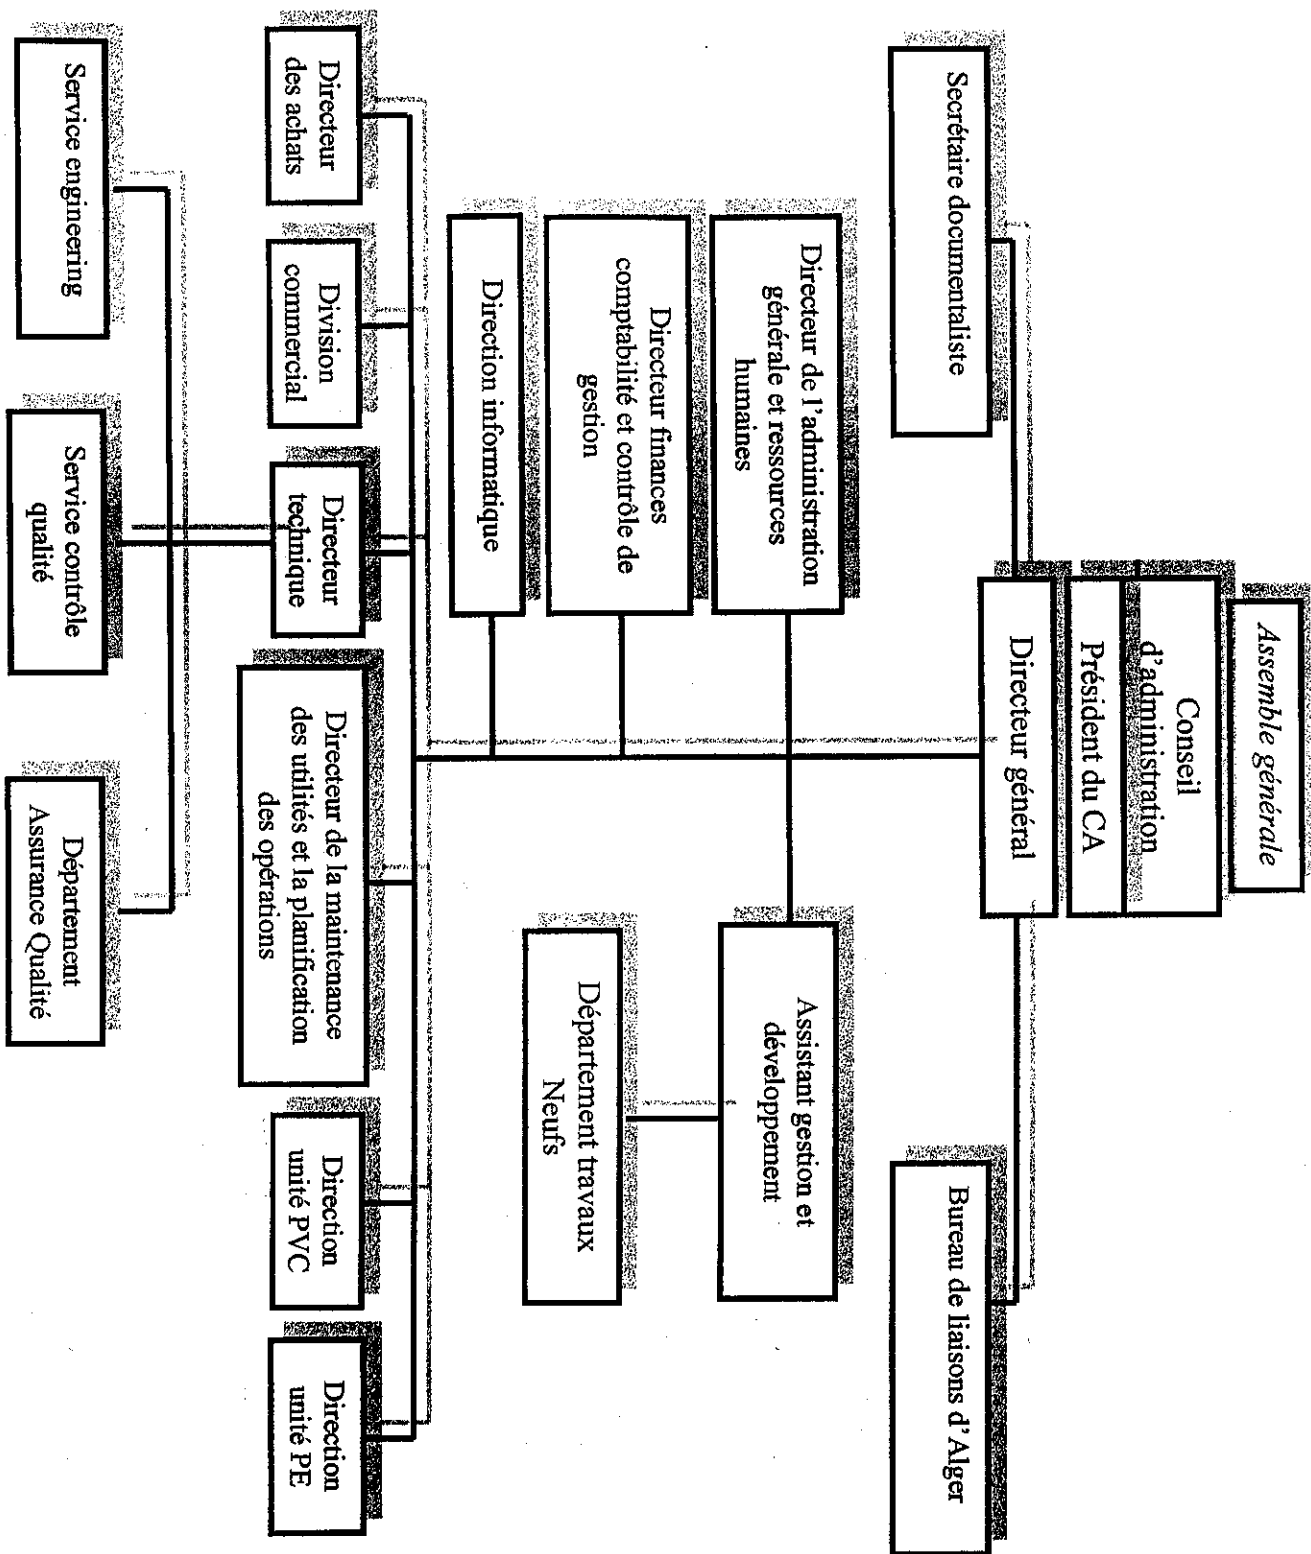 Assemble générale
Conseil
d'administration
Président du CA
Directeur général
Secrétaire documentaliste
Bureau de liaisons d'Alger
Directeur de l'administration
générale et ressources
humaines
Assistant gestion et
développement
Directeur finances
comptabilité et contrôle de
gestion
Département travaux
Neufs
Direction informatique
Directeur
des achats
Division
commercial
Directeur
technique
Directeur de la maintenance
des utilités et la planification
des opérations
Direction
unité PVC
Direction
unité PE
Service engineering
Service contrôle
qualité
Département
Assurance Qualité